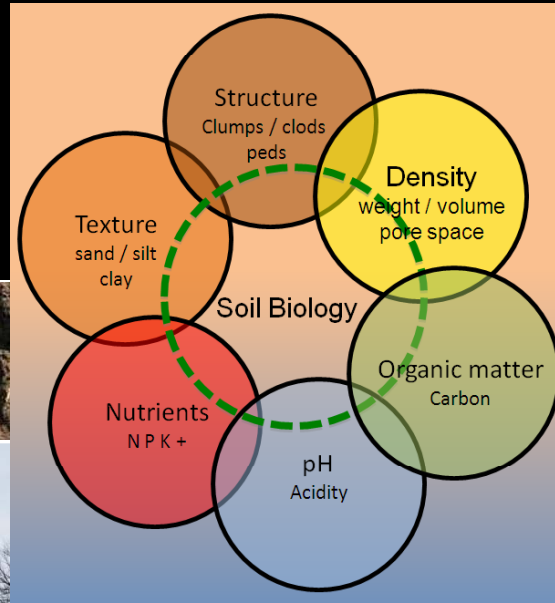 Structure
Clumps / clods
peds
Density
weight / volume
pore space
Texture
sand / silt
clay
Soil Biology
Organic matter
Carbon
Nutrients
N P K +
pH
Acidity